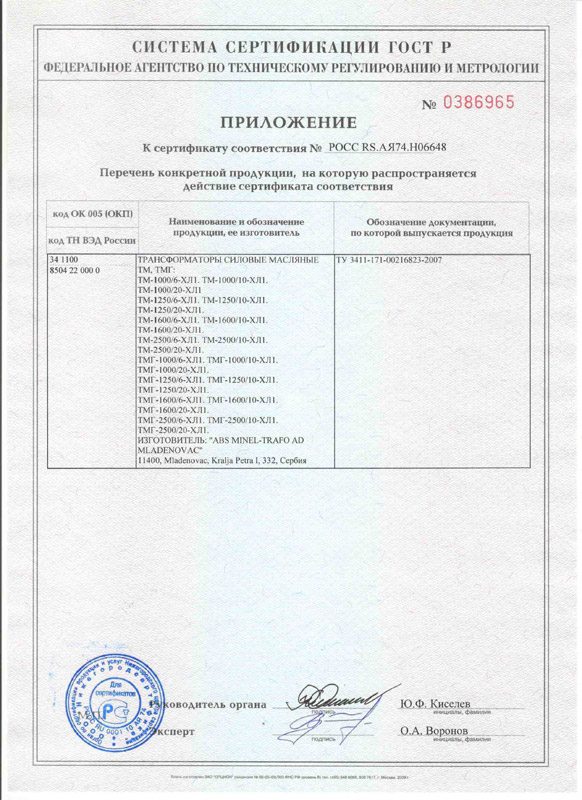 СИСТЕМА СЕРТИФИКАЦИИ ГОСТ Р
ФЕДЕРАЛЬНОЕ АГЕНТСТВО ПО ТЕХНИЧЕСКОМУ РЕГУЛИРОВАНИЮ И МЕТРОЛОГИИ
№ 0386965
ПРИЛОЖЕНИЕ
К сертификату соответствия № РОСС RS.АЯ74.Н06648
Перечень конкретной продукции, на которую распространяется
действие сертификата соответствия
код ОК 005 (ОКП)
код ТН ВЭД России
Наименование и обозначение
продукции, ее изготовитель
Обозначение документации,
по которой выпускается продукция
34 1100
8504 22 000 0
ТРАНСФОРМАТОРЫ СИЛОВЫЕ МАСЛЯНЫЕ
ТМ, ТМГ:
ТМ-1000/6-ХЛ1. ТМ-1000/10-ХЛ1.
ТМ-1000/20-ХЛ1
ТМ-1250/6-ХЛ1. ТМ-1250/10-ХЛ1.
ТМ-1250/20-ХЛ1.
ТМ-1600/6-ХЛ1. ТМ-1600/10-ХЛ1.
ТМ-1600/20-ХЛ1.
ТМ-2500/6-ХЛ1. ТМ-2500/10-ХЛ1.
ТМ-2500/20-ХЛ1.
ТМГ-1000/6-ХЛ1. ТМГ-1000/10-ХЛ1.
ТМГ-1000/20-ХЛ1.
ТМГ-1250/6-ХЛ1. ТМГ-1250/10-ХЛ1.
ТМГ-1250/20-ХЛ1.
ТМГ-1600/6-ХЛ1. ТМГ-1600/10-ХЛ1.
ТМГ-1600/20-ХЛ1.
ТМГ-2500/6-ХЛ1. ТМГ-2500/10-ХЛ1.
ТМГ-2500/20-ХЛ1.
ИЗГОТОВИТЕЛЬ: "ABS MINEL-TRAFO AD
MLADENOVAC"
11400, Mladenovac, Kralja Petra I, 332, Сербия
ТУ 3411-171-00216823-2007
Для
сертификатов
Руководитель органа
подпись
Ю.Ф. Киселев
инициалы, фамилия
Эксперт
подпись
О.А. Воронов
инициалы, фамилия